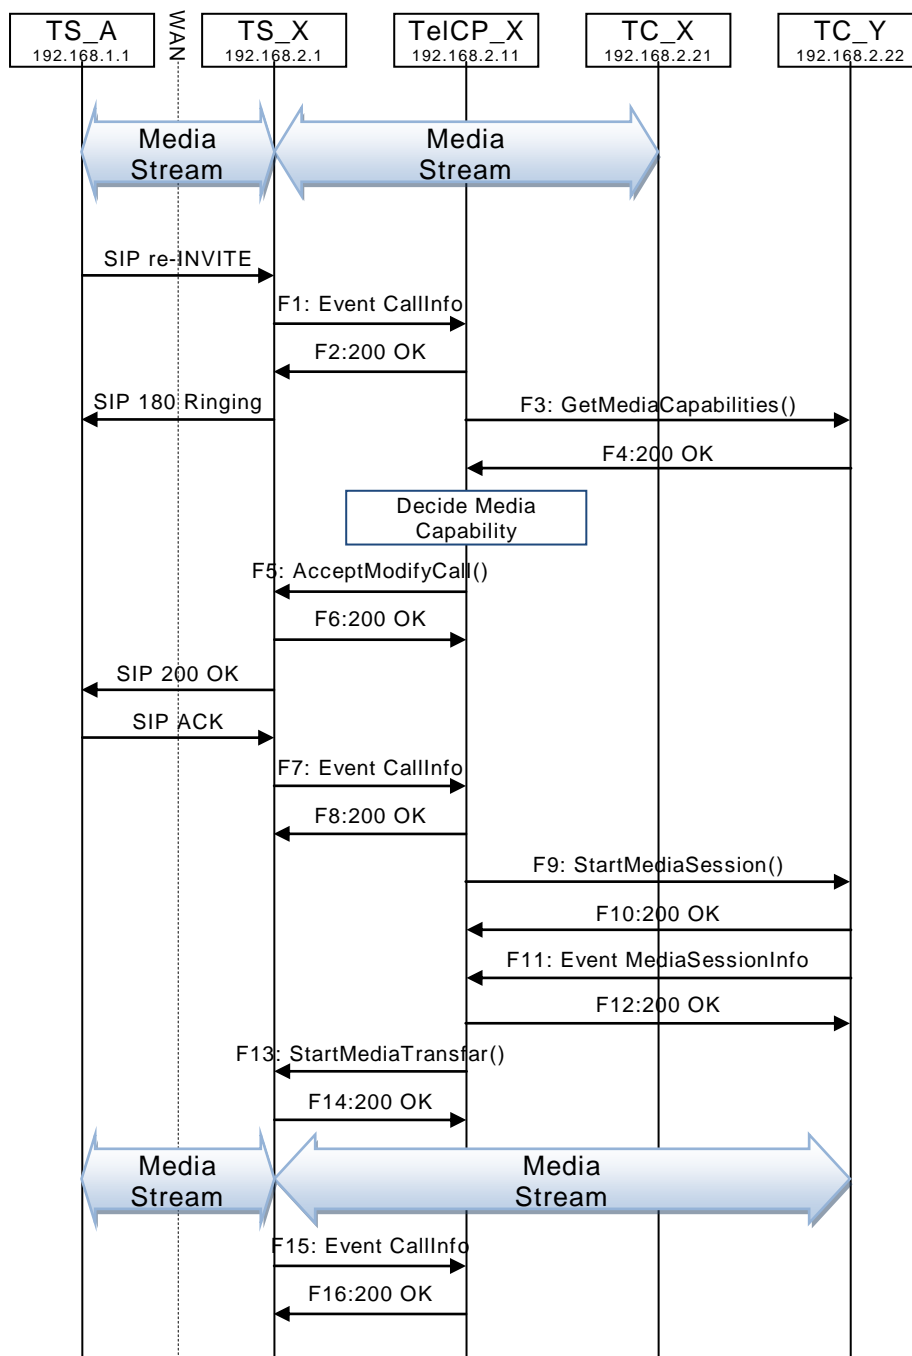 TS_A
192.168.1.1
WAN
TS_X
192.168.2.1
TelCP_X
192.168.2.11
TC_X
192.168.2.21
TC_Y
192.168.2.22
Media
Stream
Media
Stream
SIP re-INVITE
F1: Event CallInfo
F2:200 OK
SIP 180 Ringing
F3: GetMediaCapabilities()
F4:200 OK
Decide Media
Capability
F5: AcceptModifyCall()
F6:200 OK
SIP 200 OK
SIP ACK
F7: Event CallInfo
F8:200 OK
F9: StartMediaSession()
F10:200 OK
F11: Event MediaSessionInfo
F12:200 OK
F13: StartMediaTransfar()
F14:200 OK
Media
Stream
Media
Stream
F15: Event CallInfo
F16:200 OK